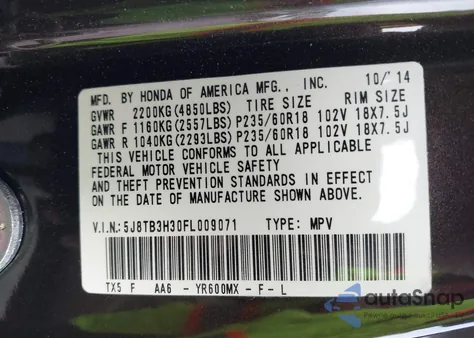 MFD. BY HONDA OF AMERICA MFG., INC. 10/14
GVWR 2200KG(4850LBS) TIRE SIZE RIM SIZE
GAWR F 1160KG(2557LBS)P235/60R18 102V 18X7.5J
GAWR R 1040KG(2293LBS)P235/60R18 102V 18X7.5J
THIS VEHICLE CONFORMS TO ALL APPLICABLE
FEDERAL MOTOR VEHICLE SAFETY
AND THEFT PREVENTION STANDARDS IN EFFECT
ON THE DATE OF MANUFACTURE SHOWN ABOVE.
V.I.N:5J8TB3H30FL009071 TYPE: MPV
TX5 F AA6 - YR600MX - F - L
autoSnap